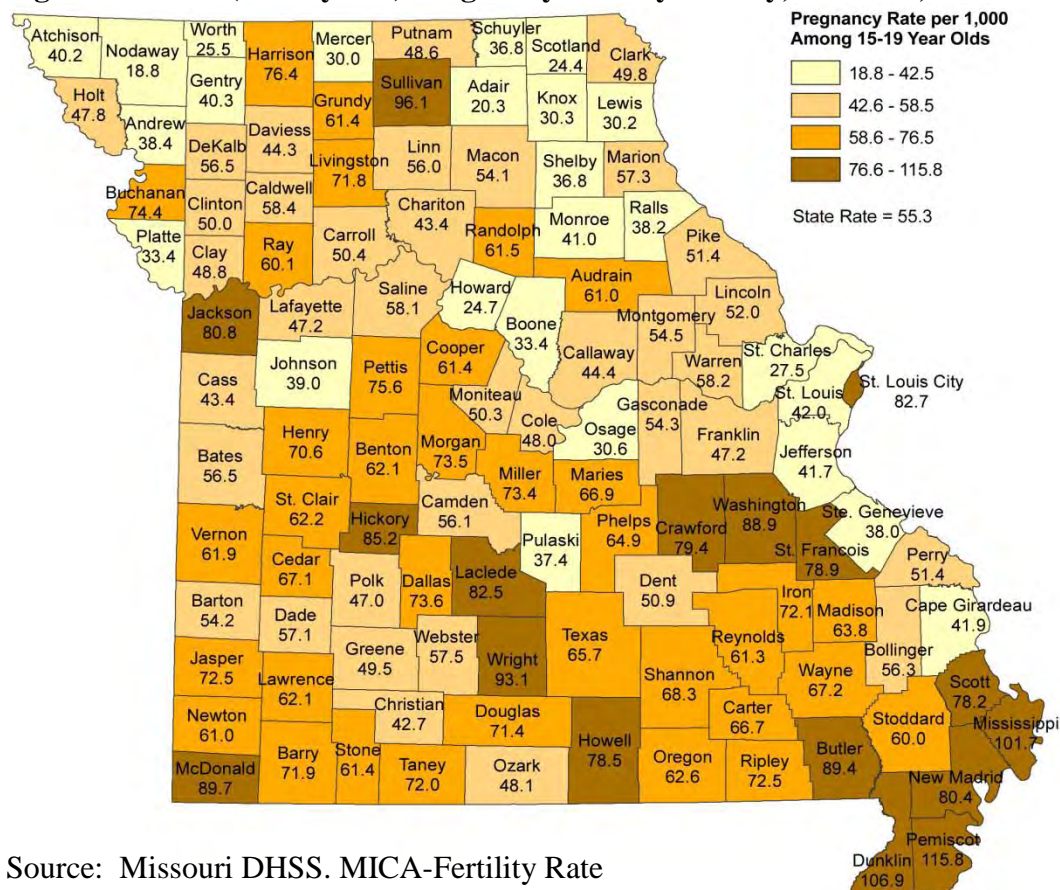 Pregnancy Rate per 1,000
Among 15-19 Year Olds
18.8 - 42.5
42.6 - 58.5
58.6 - 76.5
76.6 - 115.8
State Rate = 55.3
Atchison
40.2
Nodaway
18.8
Worth
25.5
Harrison
76.4
Mercer
30.0
Putnam
48.6
Schuyler
36.8
Scotland
24.4
Clark
49.8
Holt
47.8
Gentry
40.3
Sullivan
96.1
Adair
20.3
Knox
30.3
Lewis
30.2
Andrew
38.4
DeKalb
56.5
Daviess
44.3
Grundy
61.4
Livingston
71.8
Linn
56.0
Macon
54.1
Shelby
36.8
Marion
57.3
Buchanan
74.4
Clinton
50.0
Caldwell
58.4
Chariton
43.4
Randolph
61.5
Monroe
41.0
Ralls
38.2
Pike
51.4
Platte
33.4
Clay
48.8
Ray
60.1
Carroll
50.4
Saline
58.1
Howard
24.7
Boone
33.4
Audrain
61.0
Montgomery
54.5
Lincoln
52.0
Jackson
80.8
Lafayette
47.2
Cooper
61.4
Callaway
44.4
Warren
58.2
St. Charles
27.5
St. Louis
42.0
St. Louis City
82.7
Cass
43.4
Johnson
39.0
Pettis
75.6
Moniteau
50.3
Cole
48.0
Osage
30.6
Gasconade
54.3
Franklin
47.2
Jefferson
41.7
Bates
56.5
Henry
70.6
Benton
62.1
Morgan
73.5
Miller
73.4
Maries
66.9
Vernon
61.9
St. Clair
62.2
Hickory
85.2
Camden
56.1
Pulaski
37.4
Phelps
64.9
Crawford
79.4
Washington
88.9
Ste. Genevieve
38.0
St. Francois
78.9
Perry
51.4
Cedar
67.1
Polk
47.0
Dallas
73.6
Laclede
82.5
Dent
50.9
Iron
72.1
Madison
63.8
Cape Girardeau
41.9
Barton
54.2
Dade
57.1
Greene
49.5
Webster
57.5
Wright
93.1
Texas
65.7
Shannon
68.3
Reynolds
61.3
Wayne
67.2
Bollinger
56.3
Scott
78.2
Mississippi
101.7
Jasper
72.5
Lawrence
62.1
Christian
42.7
Douglas
71.4
Howell
78.5
Carter
66.7
Butler
89.4
Stoddard
60.0
Newton
61.0
McDonald
89.7
Barry
71.9
Stone
61.4
Taney
72.0
Ozark
48.1
Oregon
62.6
Ripley
72.5
New Madrid
80.4
Pemiscot
115.8
Dunklin
106.9
Source: Missouri DHSS. MICA-Fertility Rate